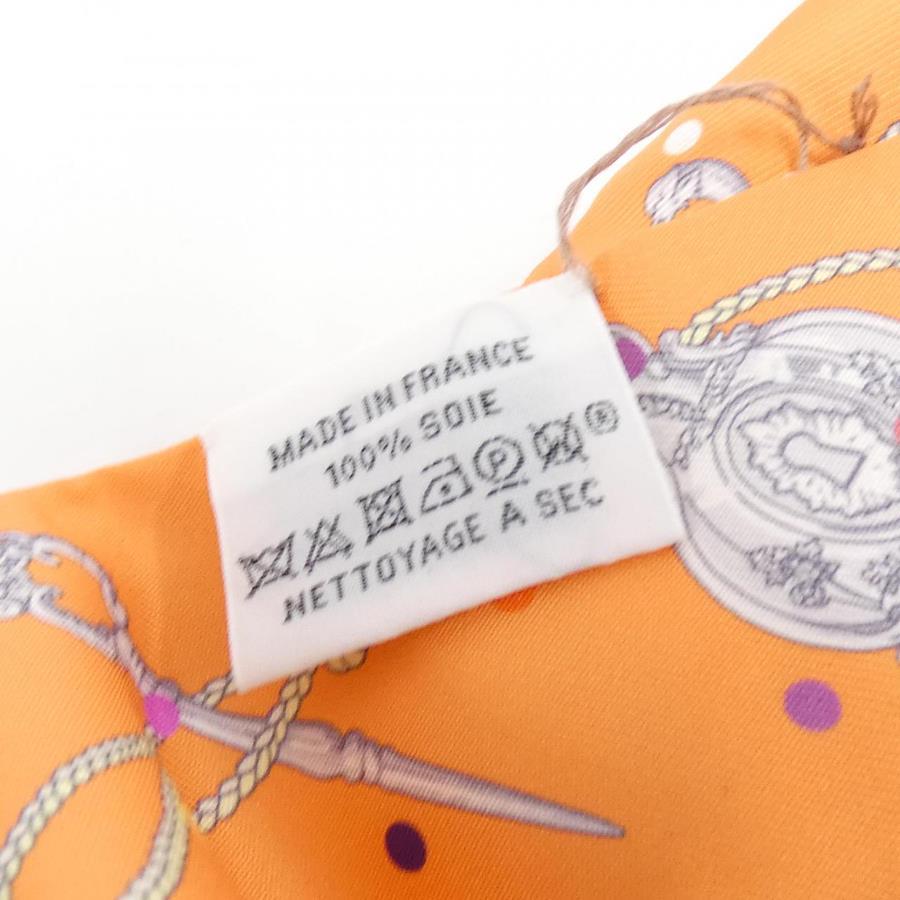 MADE IN FRANCE
100% SOIE
P ®
NETTOYAGE A SEC